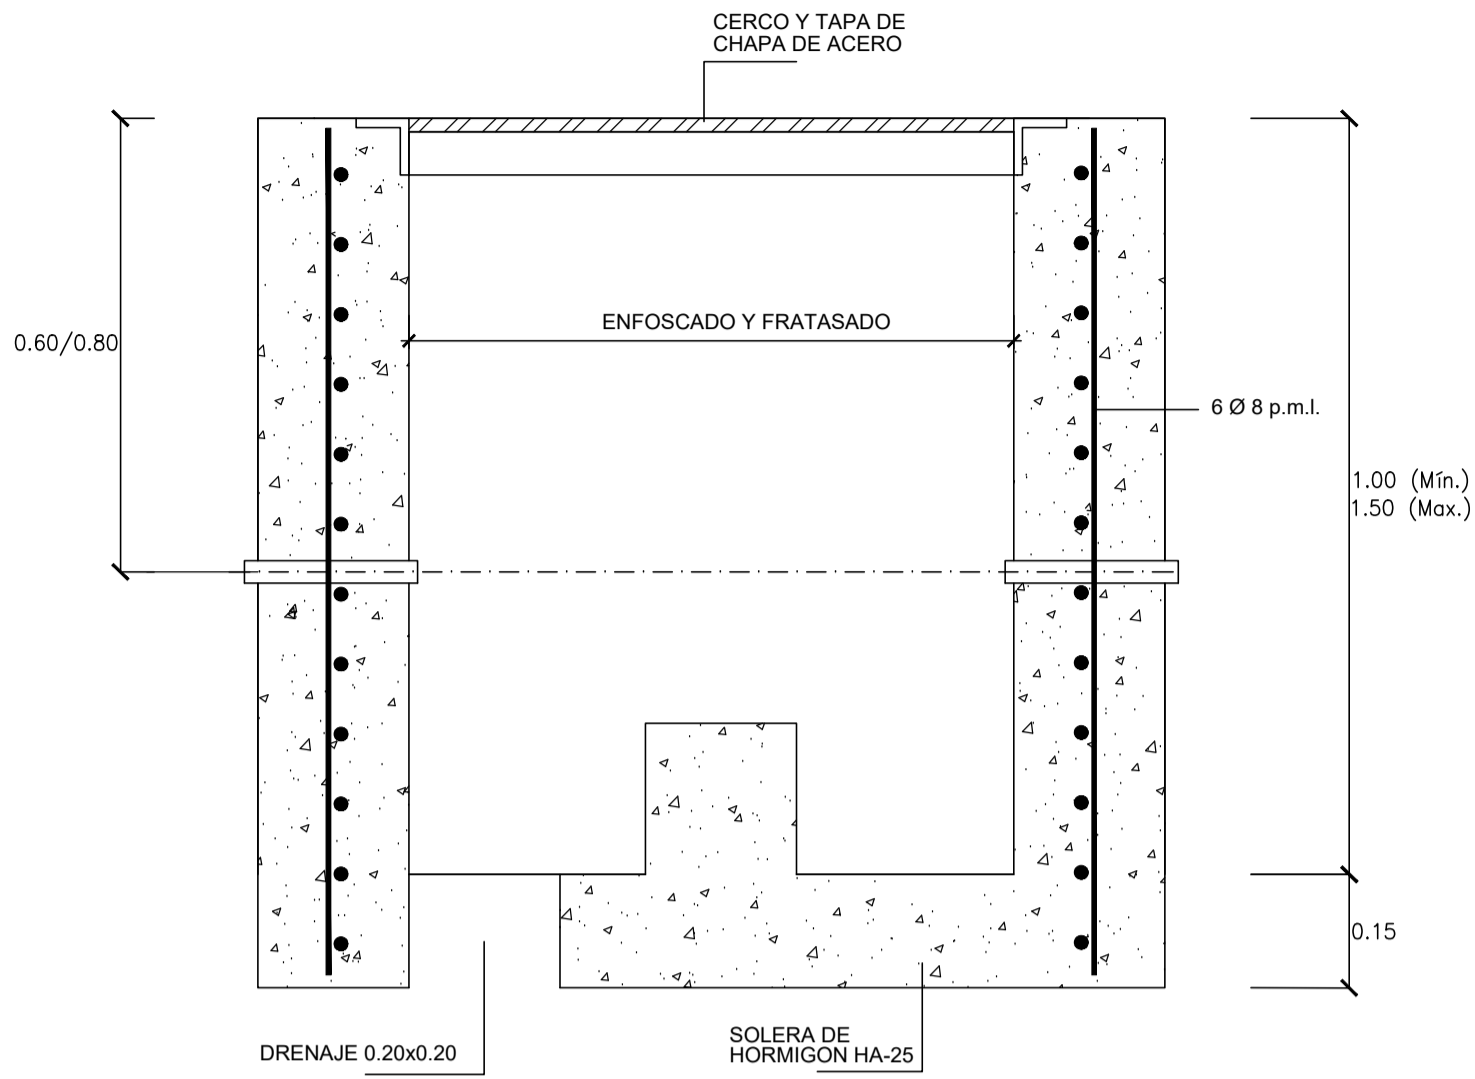 CERCO Y TAPA DE
CHAPA DE ACERO
ENFOSCADO Y FRATASADO
0.60/0.80
6 Ø 8 p.m.l.
1.00 (Mín.)
1.50 (Max.)
0.15
DRENAJE 0.20x0.20
SOLERA DE
HORMIGON HA-25